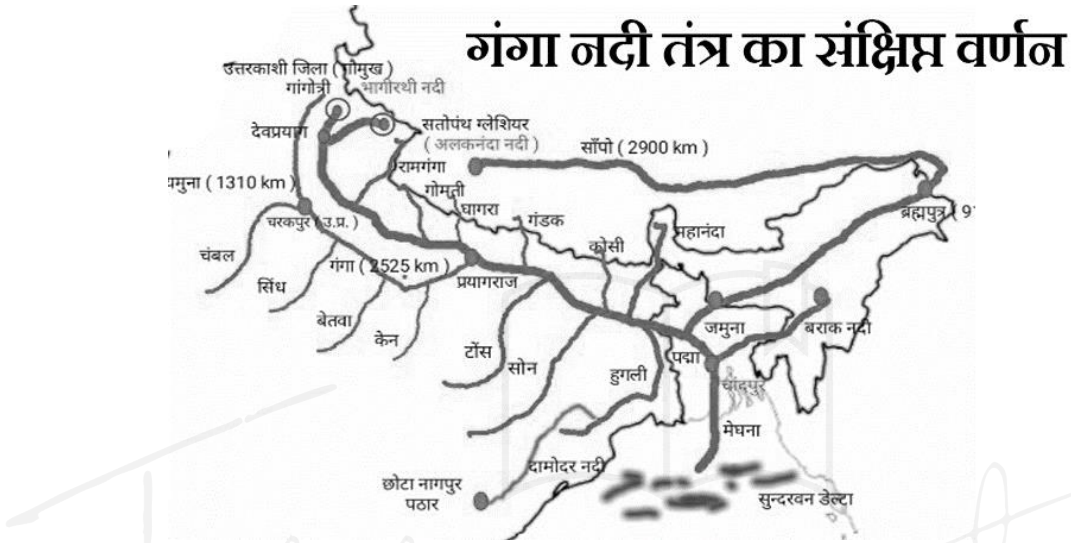 गंगा नदी तंत्र का संक्षिप्त वर्णन
उत्तरकाशी जिला ( गोमुख )
गांगोत्री
भागीरथी नदी
देवप्रयाग
सतोपंथ ग्लेशियर
( अलकनंदा नदी )
साँपो ( 2900 km )
रामगंगा
यमुना ( 1310 km )
गोमती
घागरा
गंडक
ब्रह्मपुत्र ( 9
चरकपुर ( उ.प्र. )
महानंदा
कोसी
चंबल
गंगा ( 2525 km )
प्रयागराज
सिंध
बेतवा
केन
जमुना
बराक नदी
टोंस
सोन
पद्मा
हुगली
चांदपुर
मेघना
दामोदर नदी
छोटा नागपुर
पठार
सुन्दरवन डेल्टा